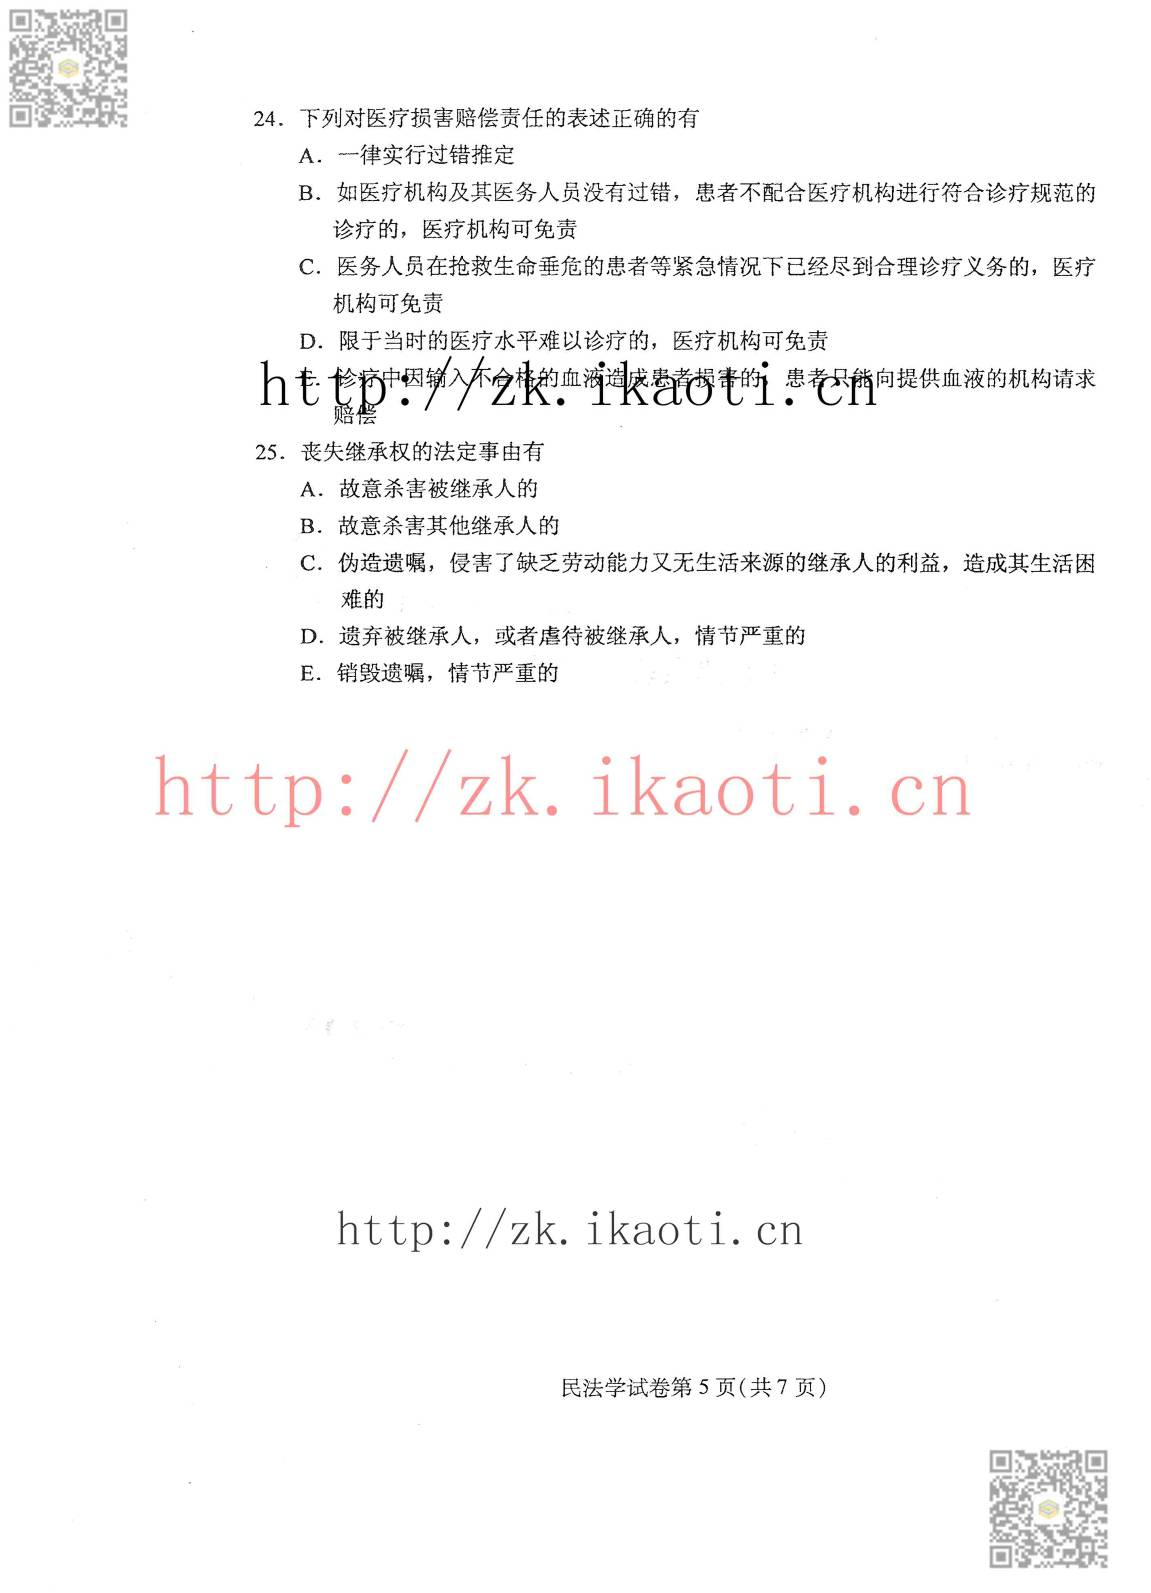 24. 下列对医疗损害赔偿责任的表述正确的有
A. 一律实行过错推定
B. 如医疗机构及其医务人员没有过错，患者不配合医疗机构进行符合诊疗规范的
诊疗的，医疗机构可免责
C. 医务人员在抢救生命垂危的患者等紧急情况下已经尽到合理诊疗义务的，医疗
机构可免责
D. 限于当时的医疗水平难以诊疗的，医疗机构可免责
E. 诊疗中因输入不合格的血液造成患者损害的，患者只能向提供血液的机构请求
http://zk.ikaoti.cn
赔偿
25. 丧失继承权的法定事由有
A. 故意杀害被继承人的
B. 故意杀害其他继承人的
C. 伪造遗嘱，侵害了缺乏劳动能力又无生活来源的继承人的利益，造成其生活困
难的
D. 遗弃被继承人，或者虐待被继承人，情节严重的
E. 销毁遗嘱，情节严重的
http://zk.ikaoti.cn
http://zk.ikaoti.cn
民法学试卷第 5 页(共 7 页)